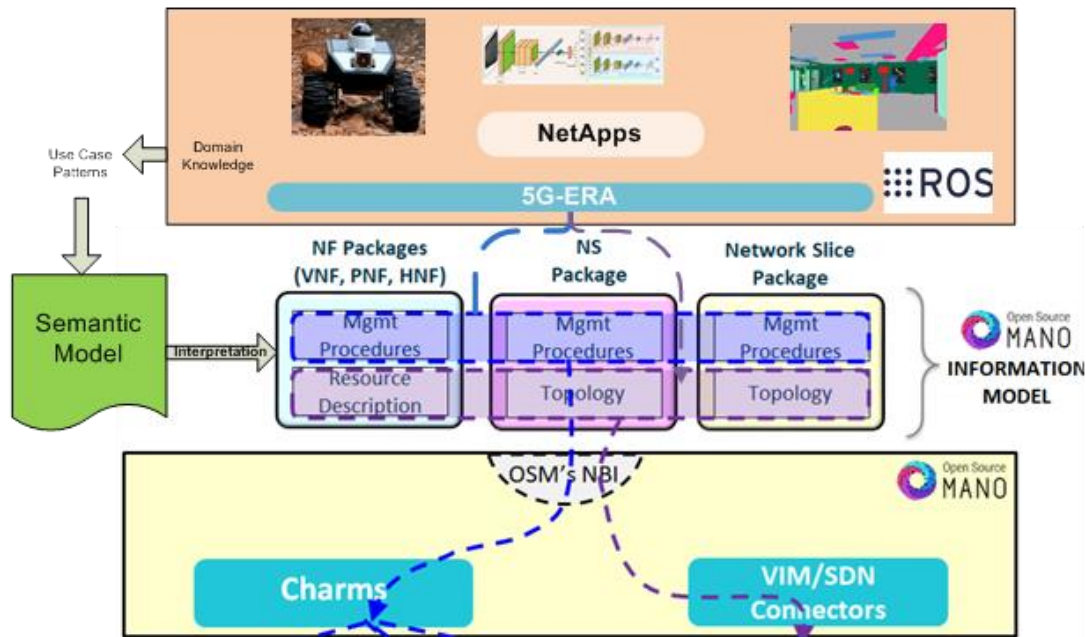 NetApps
Domain
Knowledge
Use Case
Patterns
5G-ERA
ROS
NF Packages
(VNF, PNF, HNF)
NS
Package
Network Slice
Package
Semantic
Model
Interpretation
Mgmt
Procedures
Resource
Description
Mgmt
Procedures
Topology
Mgmt
Procedures
Topology
Open Source
MANO
INFORMATION
MODEL
OSM's NBI
Open Source
MANO
Charms
VIM/SDN
Connectors